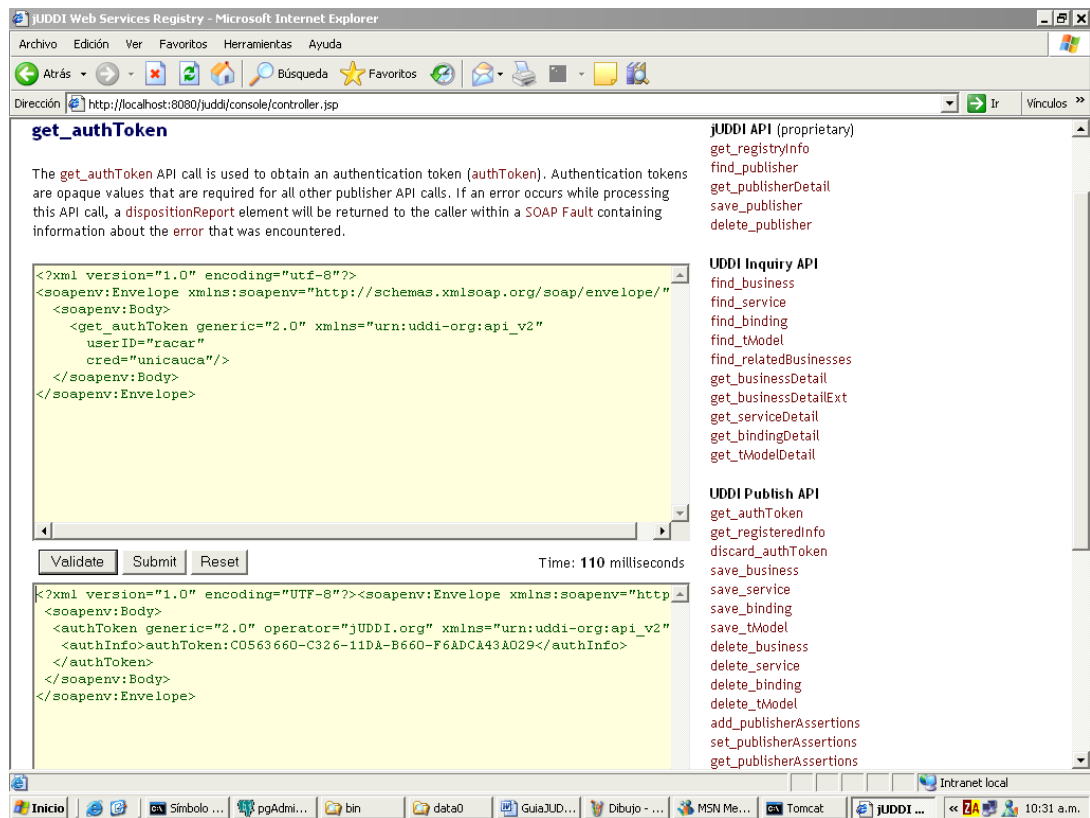 jUDDI Web Services Registry - Microsoft Internet Explorer
Archivo Edición Ver Favoritos Herramientas Ayuda
Atrás Búsqueda Favoritos
Dirección http://localhost:8080/juddi/console/controller.jsp Ir Vínculos »
get_authToken
The get_authToken API call is used to obtain an authentication token (authToken). Authentication tokens
are opaque values that are required for all other publisher API calls. If an error occurs while processing
this API call, a dispositionReport element will be returned to the caller within a SOAP Fault containing
information about the error that was encountered.
<?xml version="1.0" encoding="utf-8"?>
<soapenv:Envelope xmlns:soapenv="http://schemas.xmlsoap.org/soap/envelope/"
<soapenv:Body>
<get_authToken generic="2.0" xmlns="urn:uddi-org:api_v2"
userID="racar"
cred="unicauca"/>
</soapenv:Body>
</soapenv:Envelope>
Validate Submit Reset Time: 110 milliseconds
<?xml version="1.0" encoding="UTF-8"?><soapenv:Envelope xmlns:soapenv="http
<soapenv:Body>
<authToken generic="2.0" operator="jUDDI.org" xmlns="urn:uddi-org:api_v2"
<authInfo>authToken:C0563660-C326-11DA-B660-F6ADCA43A029</authInfo>
</authToken>
</soapenv:Body>
</soapenv:Envelope>
jUDDI API (proprietary)
get_registryInfo
find_publisher
get_publisherDetail
save_publisher
delete_publisher
UDDI Inquiry API
find_business
find_service
find_binding
find_tModel
find_relatedBusinesses
get_businessDetail
get_businessDetailExt
get_serviceDetail
get_bindingDetail
get_tModelDetail
UDDI Publish API
get_authToken
get_registeredInfo
discard_authToken
save_business
save_service
save_binding
save_tModel
delete_business
delete_service
delete_binding
delete_tModel
add_publisherAssertions
set_publisherAssertions
get_publisherAssertions
Intranet local
Inicio Símbolo ... pgAdmi... bin data0 GuiaJUD... Dibujo - ... MSN Me... Tomcat jUDDI ... « ZA 10:31 a.m.